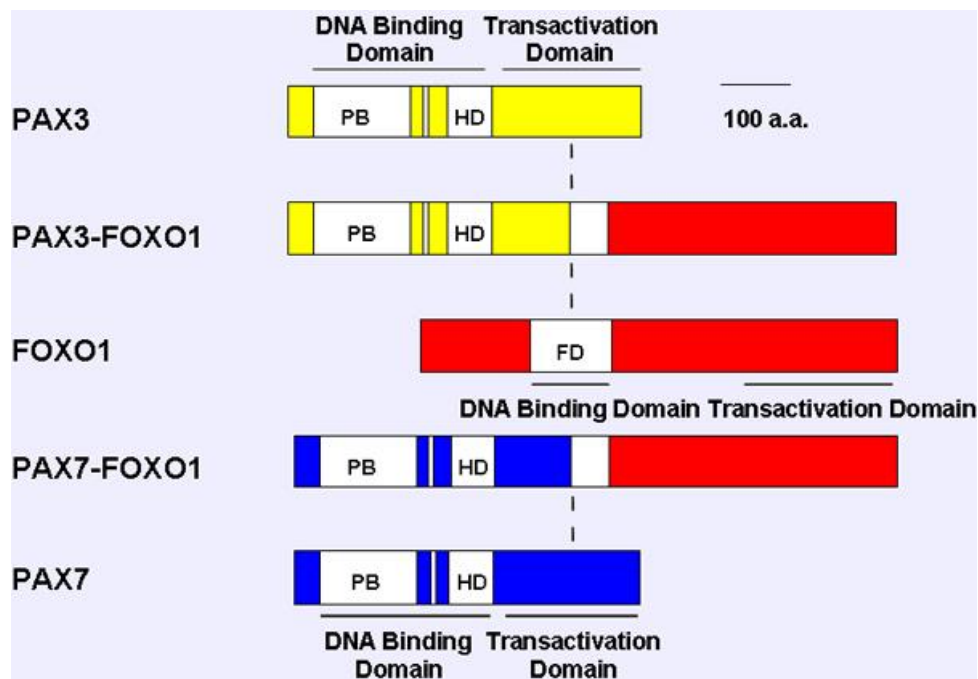 DNA Binding Domain
Transactivation Domain
PAX3
PB
HD
100 a.a.
PAX3-FOXO1
PB
HD
FOXO1
FD
DNA Binding Domain
Transactivation Domain
PAX7-FOXO1
PB
HD
PAX7
PB
HD
DNA Binding Domain
Transactivation Domain